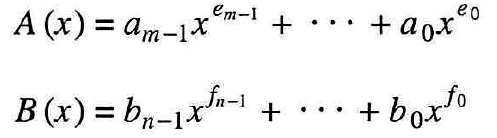 A(x) = a_{m-1}x^{e_{m-1}} + ⋯ + a_0x^{e_0}
B(x) = b_{n-1}x^{f_{n-1}} + ⋯ + b_0x^{f_0}